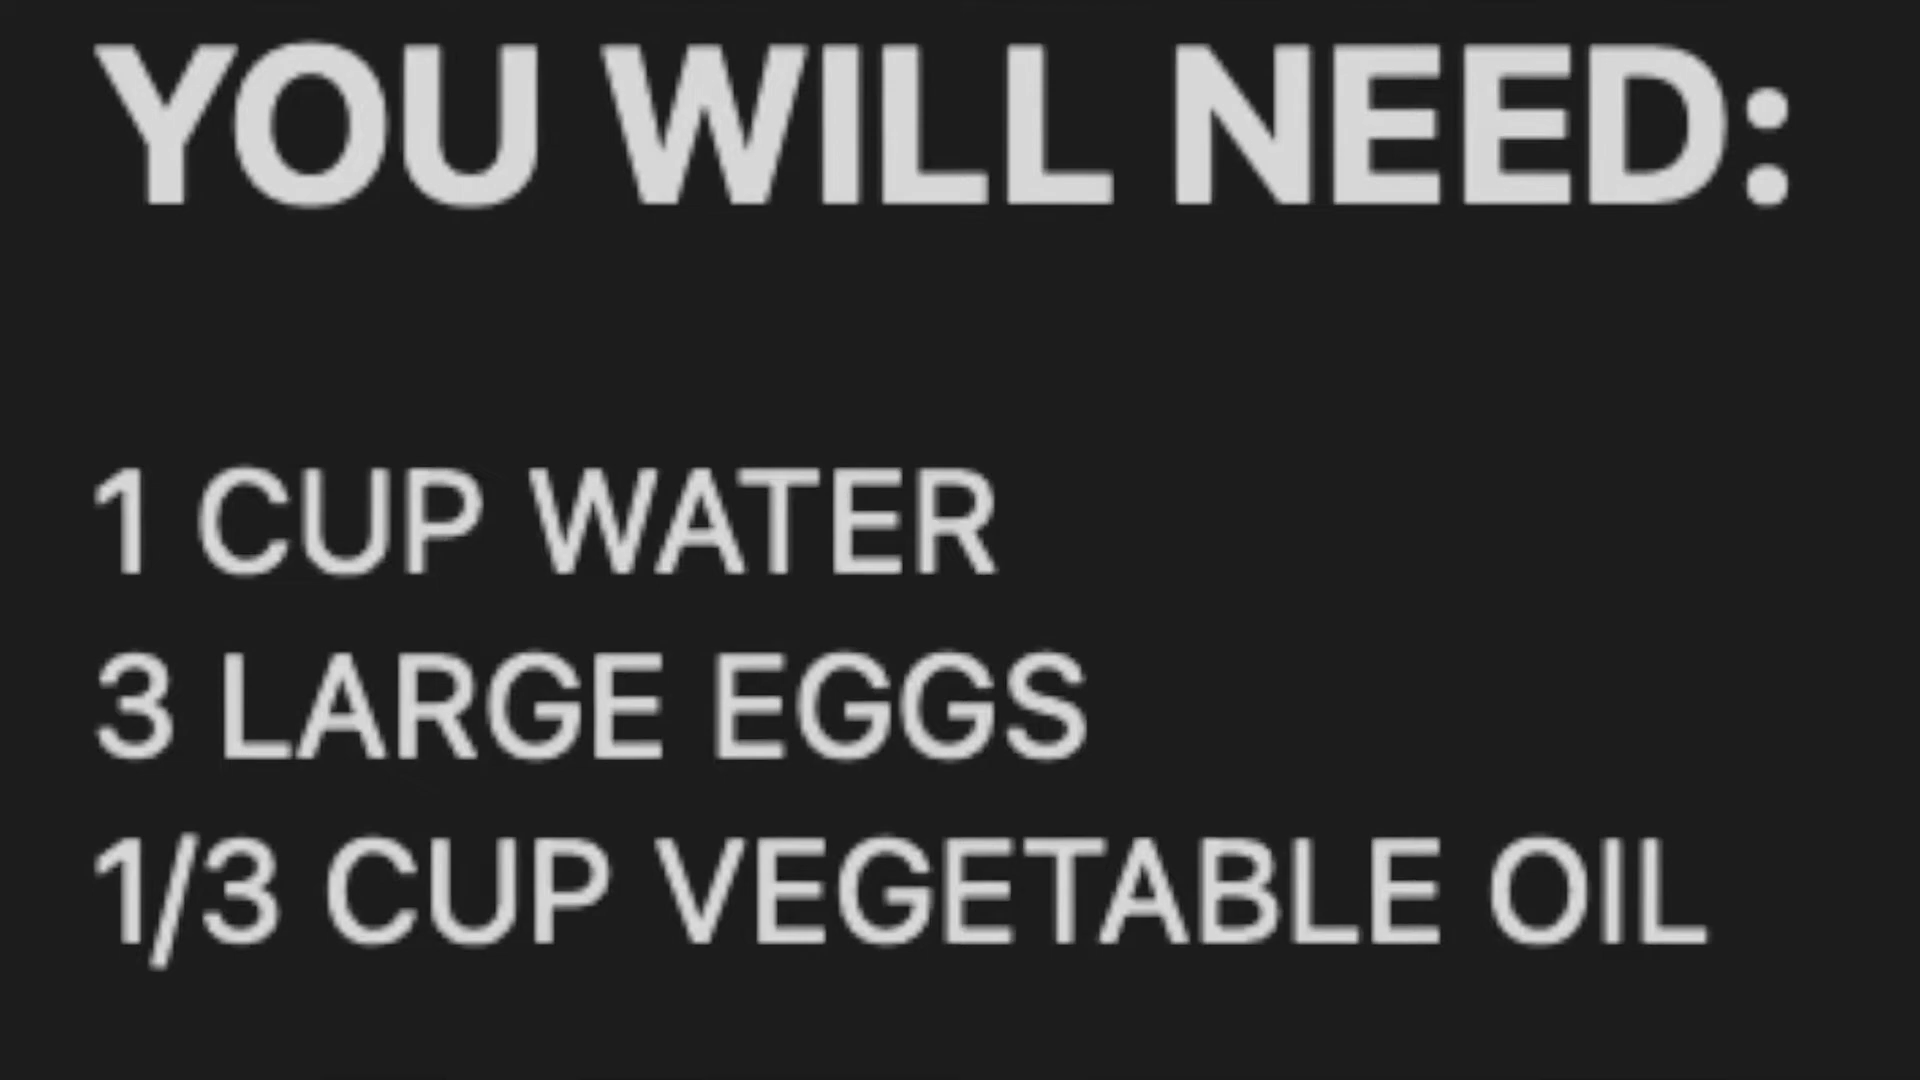 YOU WILL NEED:
1 CUP WATER
3 LARGE EGGS
1/3 CUP VEGETABLE OIL